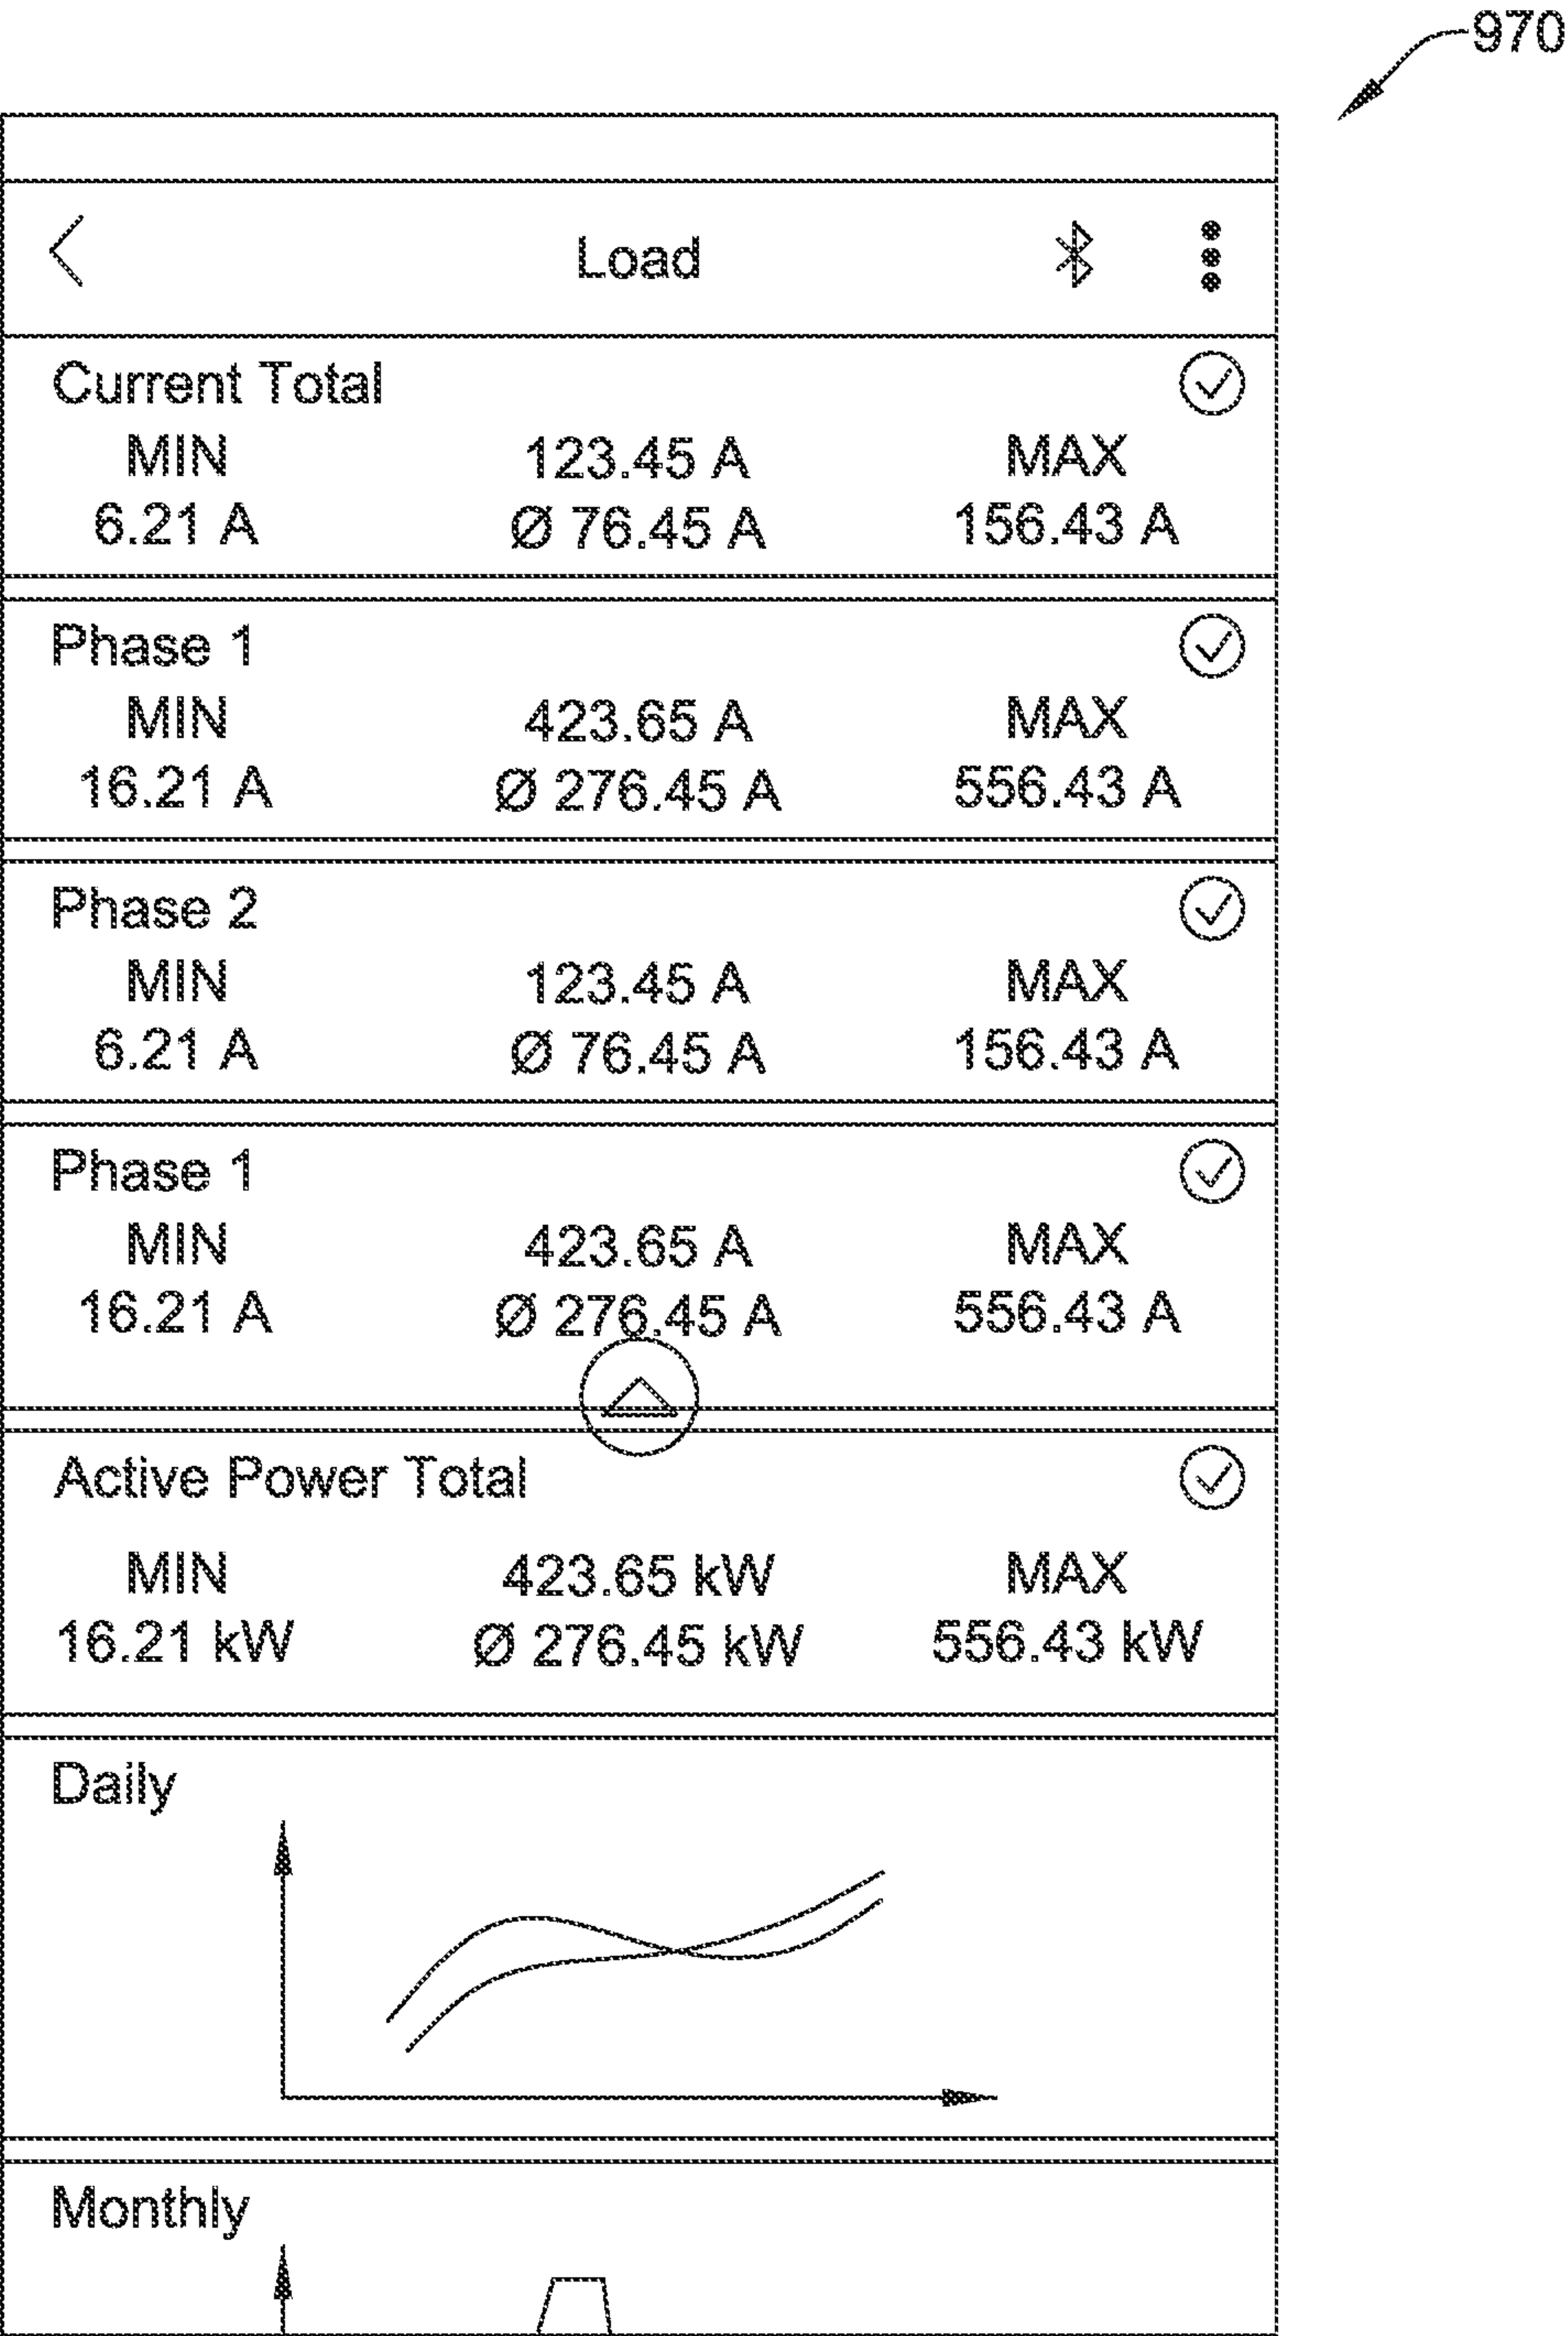 970
Load
Current Total
MIN 123.45 A MAX
6.21 A Ø 76.45 A 156.43 A
Phase 1
MIN 423.65 A MAX
16.21 A Ø 276.45 A 556.43 A
Phase 2
MIN 123.45 A MAX
6.21 A Ø 76.45 A 156.43 A
Phase 1
MIN 423.65 A MAX
16.21 A Ø 276.45 A 556.43 A
Active Power Total
MIN 423.65 kW MAX
16.21 kW Ø 276.45 kW 556.43 kW
Daily
Monthly